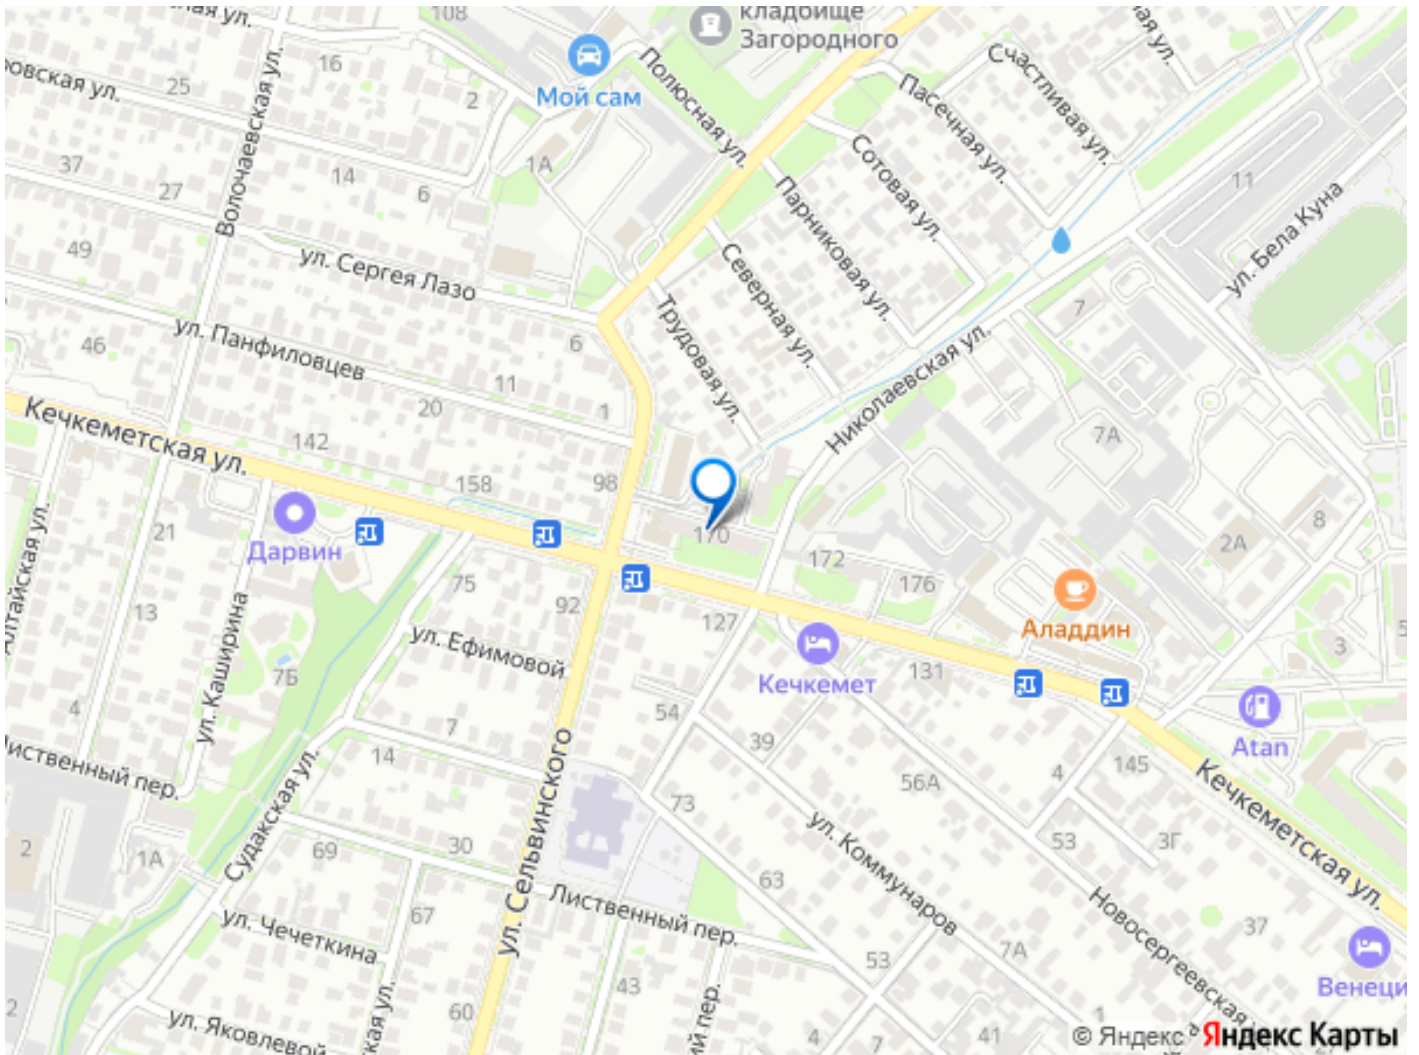 108
кладбище
Загородного
16
25
2
Мой сам
Полюсная ул.
Счастливая ул.
Пасечная ул.
Волочаевская ул.
37
27
14
6
1А
Сотовая ул.
11
ул. Бела Куна
Парниковая ул.
49
ул. Сергея Лазо
Северная ул.
Трудовая ул.
7
46
ул. Панфиловцев
6
11
20
1
Николаевская ул.
7А
Кечкеметская ул.
142
158
98
170
172
176
8
2А
21
Дарвин
75
92
127
Аладдин
Алтайская ул.
13
ул. Каширина
ул. Ефимовой
Кечкемет
131
3
5
7Б
4
7
14
54
39
56А
4
145
Atan
Кечкеметская ул.
Лиственный пер.
Судакская ул.
ул. Сельвинского
73
ул. Коммунаров
53
3Г
2
1А
69
30
63
Лиственный пер.
67
ул. Чечеткина
Новосергеевская
37
53
7А
Венеци
43
60
2
ул. Яковлевой
4
7
41
1
© Яндекс
Яндекс Карты